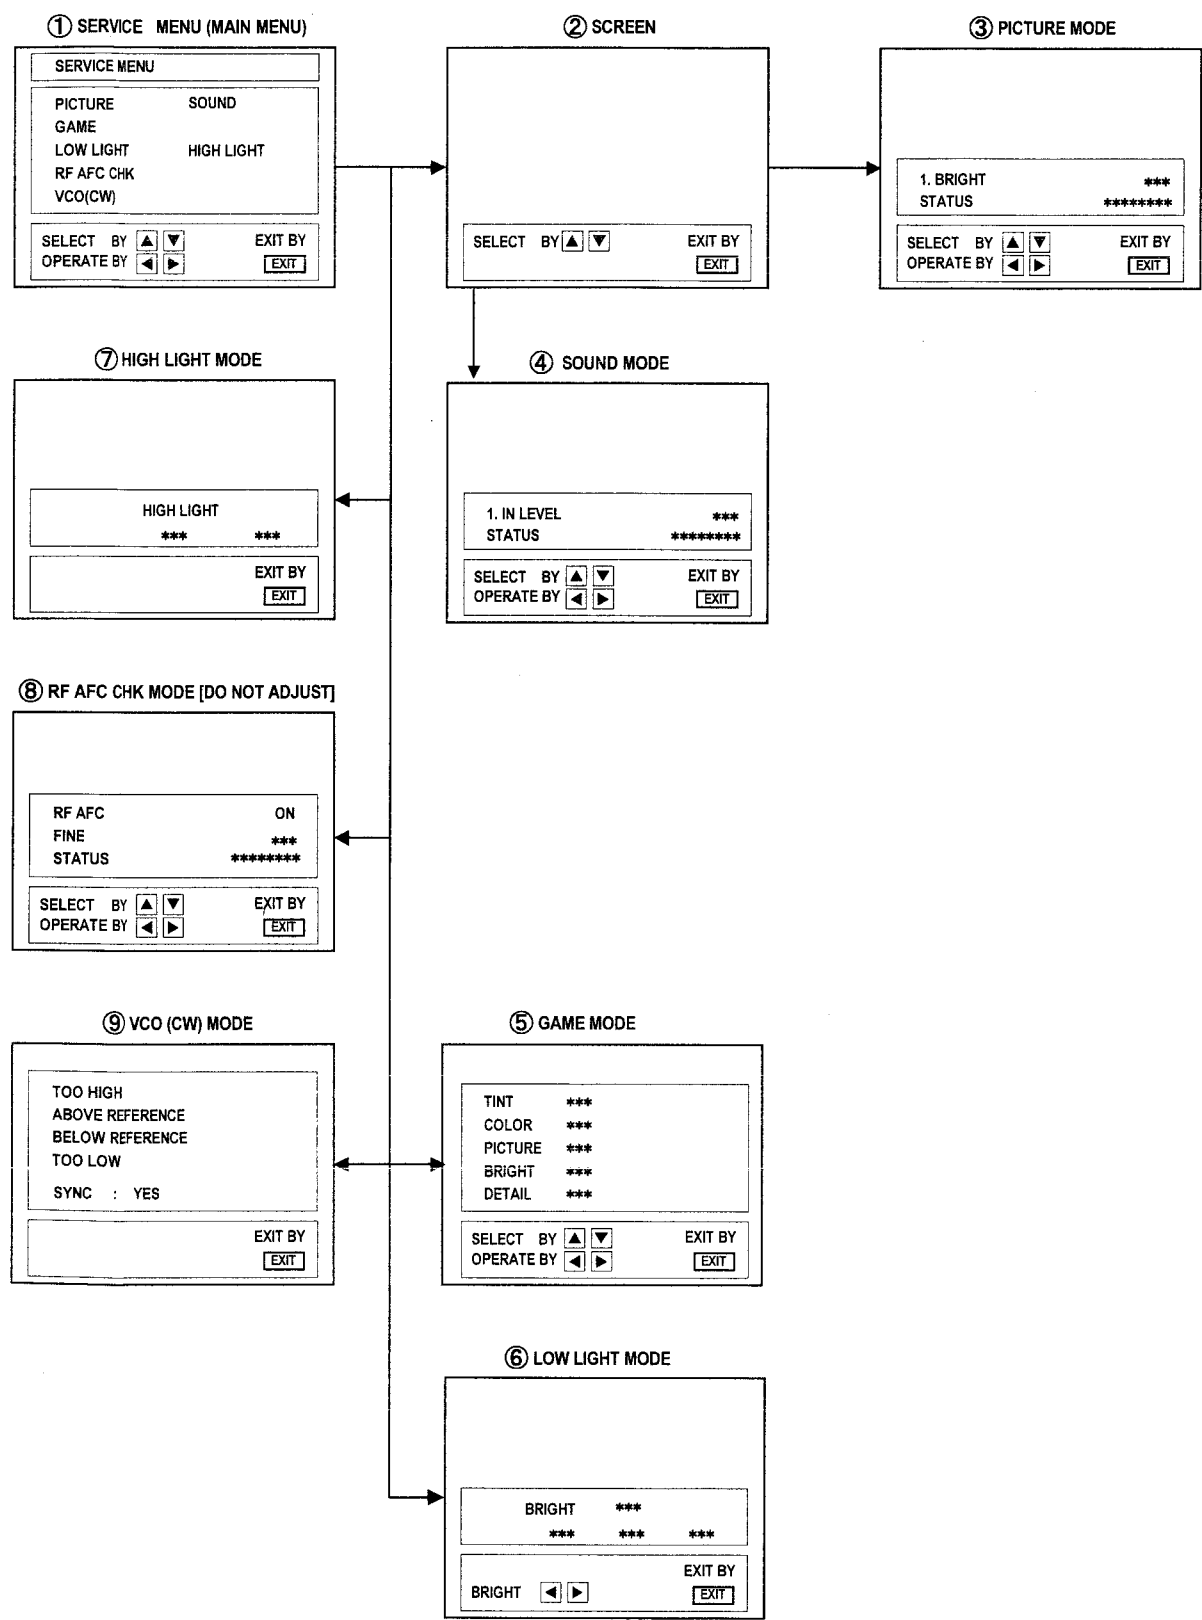 ① SERVICE MENU (MAIN MENU)
SERVICE MENU
PICTURE SOUND
GAME
LOW LIGHT HIGH LIGHT
RF AFC CHK
VCO(CW)
SELECT BY ▲ ▼ EXIT BY
OPERATE BY ◀ ▶ EXIT
② SCREEN
SELECT BY ▲ ▼ EXIT BY
EXIT
③ PICTURE MODE
1. BRIGHT ***
STATUS ********
SELECT BY ▲ ▼ EXIT BY
OPERATE BY ◀ ▶ EXIT
⑦ HIGH LIGHT MODE
HIGH LIGHT
*** ***
EXIT BY
EXIT
④ SOUND MODE
1. IN LEVEL ***
STATUS ********
SELECT BY ▲ ▼ EXIT BY
OPERATE BY ◀ ▶ EXIT
⑧ RF AFC CHK MODE [DO NOT ADJUST]
RF AFC ON
FINE ***
STATUS ********
SELECT BY ▲ ▼ EXIT BY
OPERATE BY ◀ ▶ EXIT
⑨ VCO (CW) MODE
TOO HIGH
ABOVE REFERENCE
BELOW REFERENCE
TOO LOW
SYNC : YES
EXIT BY
EXIT
⑤ GAME MODE
TINT ***
COLOR ***
PICTURE ***
BRIGHT ***
DETAIL ***
SELECT BY ▲ ▼ EXIT BY
OPERATE BY ◀ ▶ EXIT
⑥ LOW LIGHT MODE
BRIGHT ***
*** *** ***
EXIT BY
BRIGHT ◀ ▶ EXIT